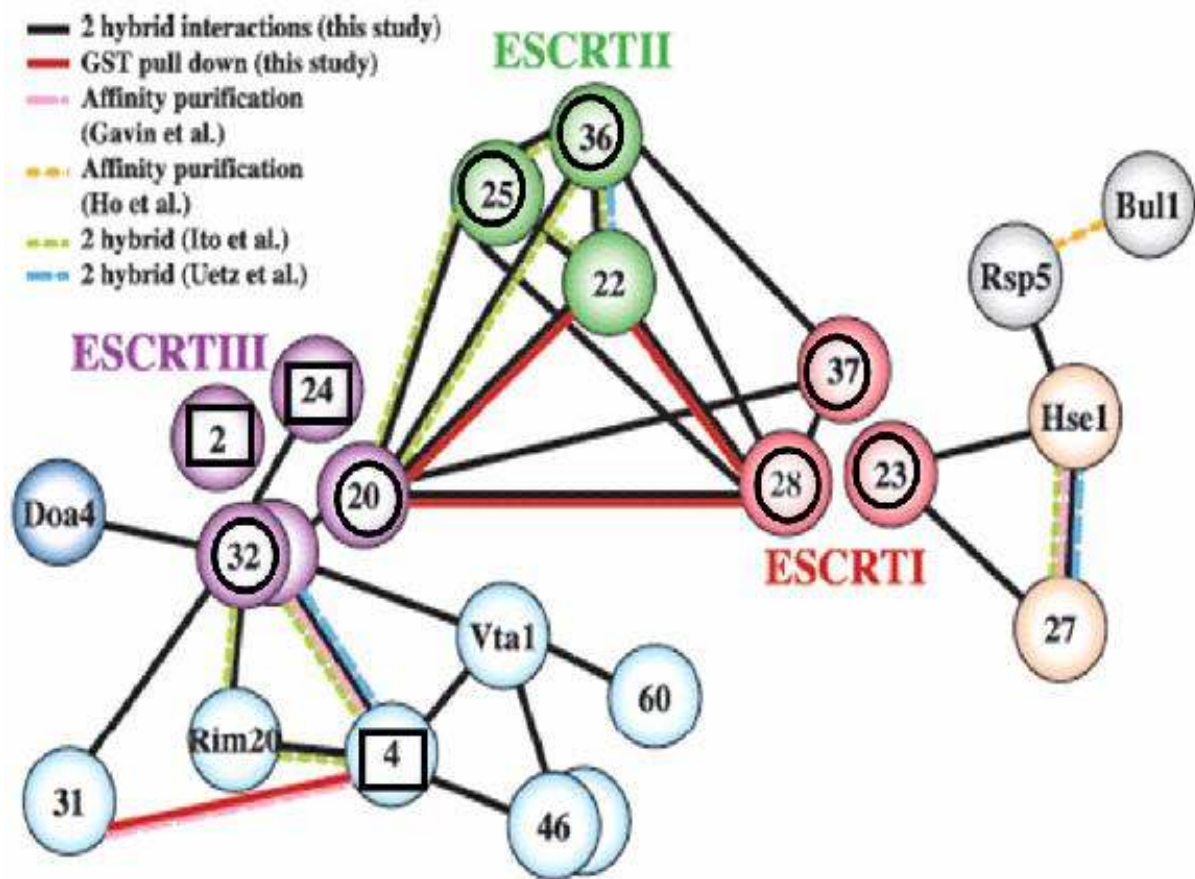 2 hybrid interactions (this study)
GST pull down (this study)
Affinity purification
(Gavin et al.)
Affinity purification
(Ho et al.)
2 hybrid (Ito et al.)
2 hybrid (Uetz et al.)
ESCRTII
36
25
22
Bul1
Rsp5
ESCRTIII
24
2
37
Hse1
20
28
23
Doa4
32
ESCRTI
27
Vta1
60
Rim20
4
31
46